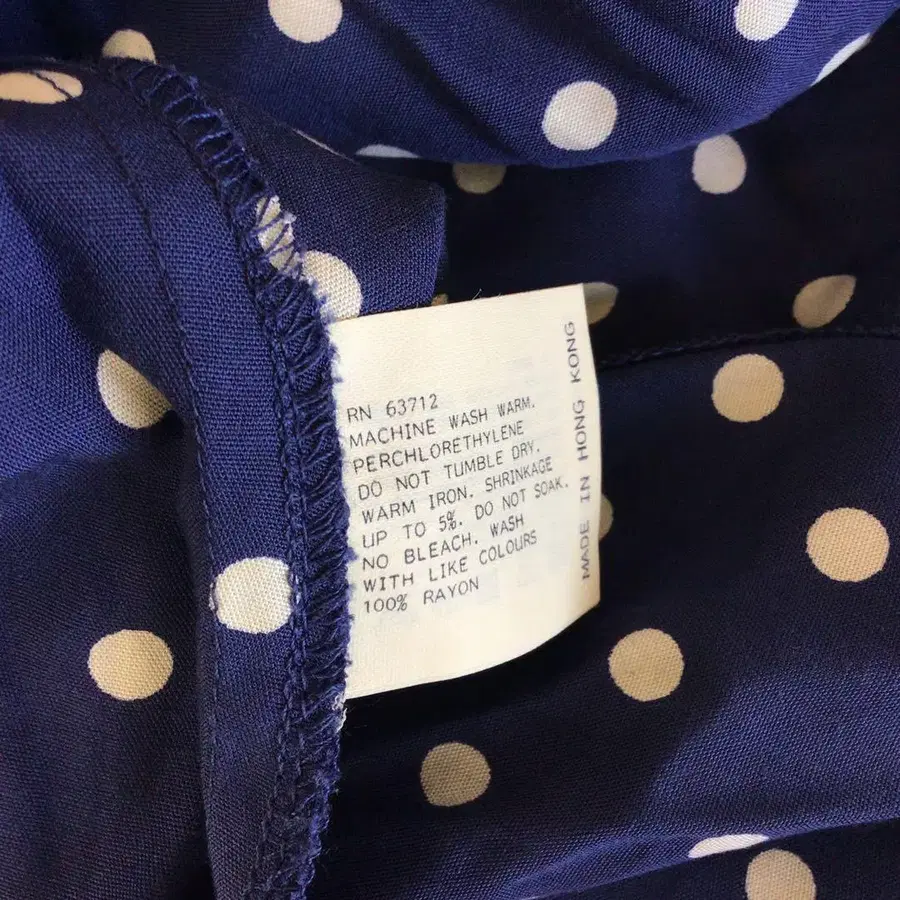 RN 63712
MACHINE WASH WARM.
PERCHLORETHYLENE
DO NOT TUMBLE DRY.
WARM IRON. SHRINKAGE
UP TO 5%. DO NOT SOAK.
NO BLEACH. WASH
WITH LIKE COLOURS
100% RAYON
MADE IN HONG KONG